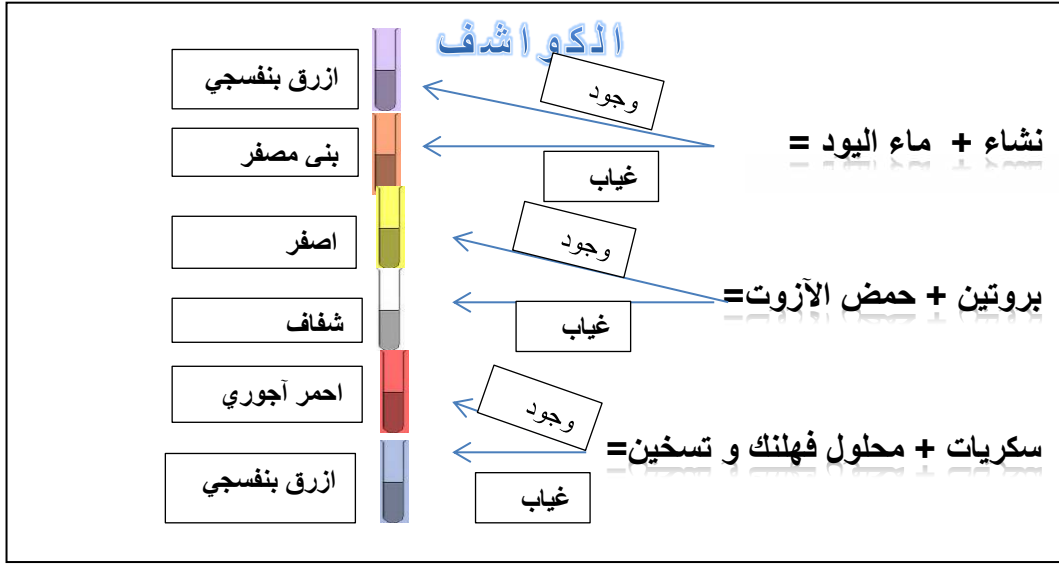 الكواشف
نشاء + ماء اليود =
وجود
ازرق بنفسجي
غياب
بنى مصفر
بروتين + حمض الآزوت=
وجود
اصفر
غياب
شفاف
سكريات + محلول فهلنك و تسخين=
وجود
احمر آجوري
غياب
ازرق بنفسجي